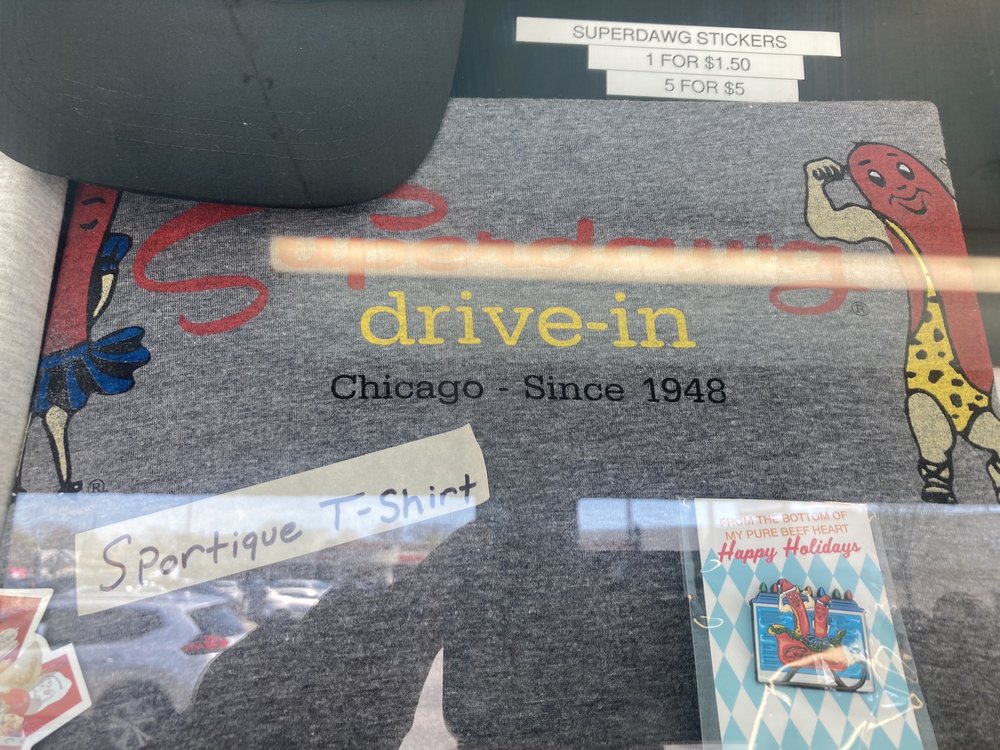 SUPERDAWG STICKERS
1 FOR $1.50
5 FOR $5
Superdawg ®
drive-in
Chicago - Since 1948
®
Sportique T-Shirt
FROM THE BOTTOM OF
MY PURE BEEF HEART
Happy Holidays